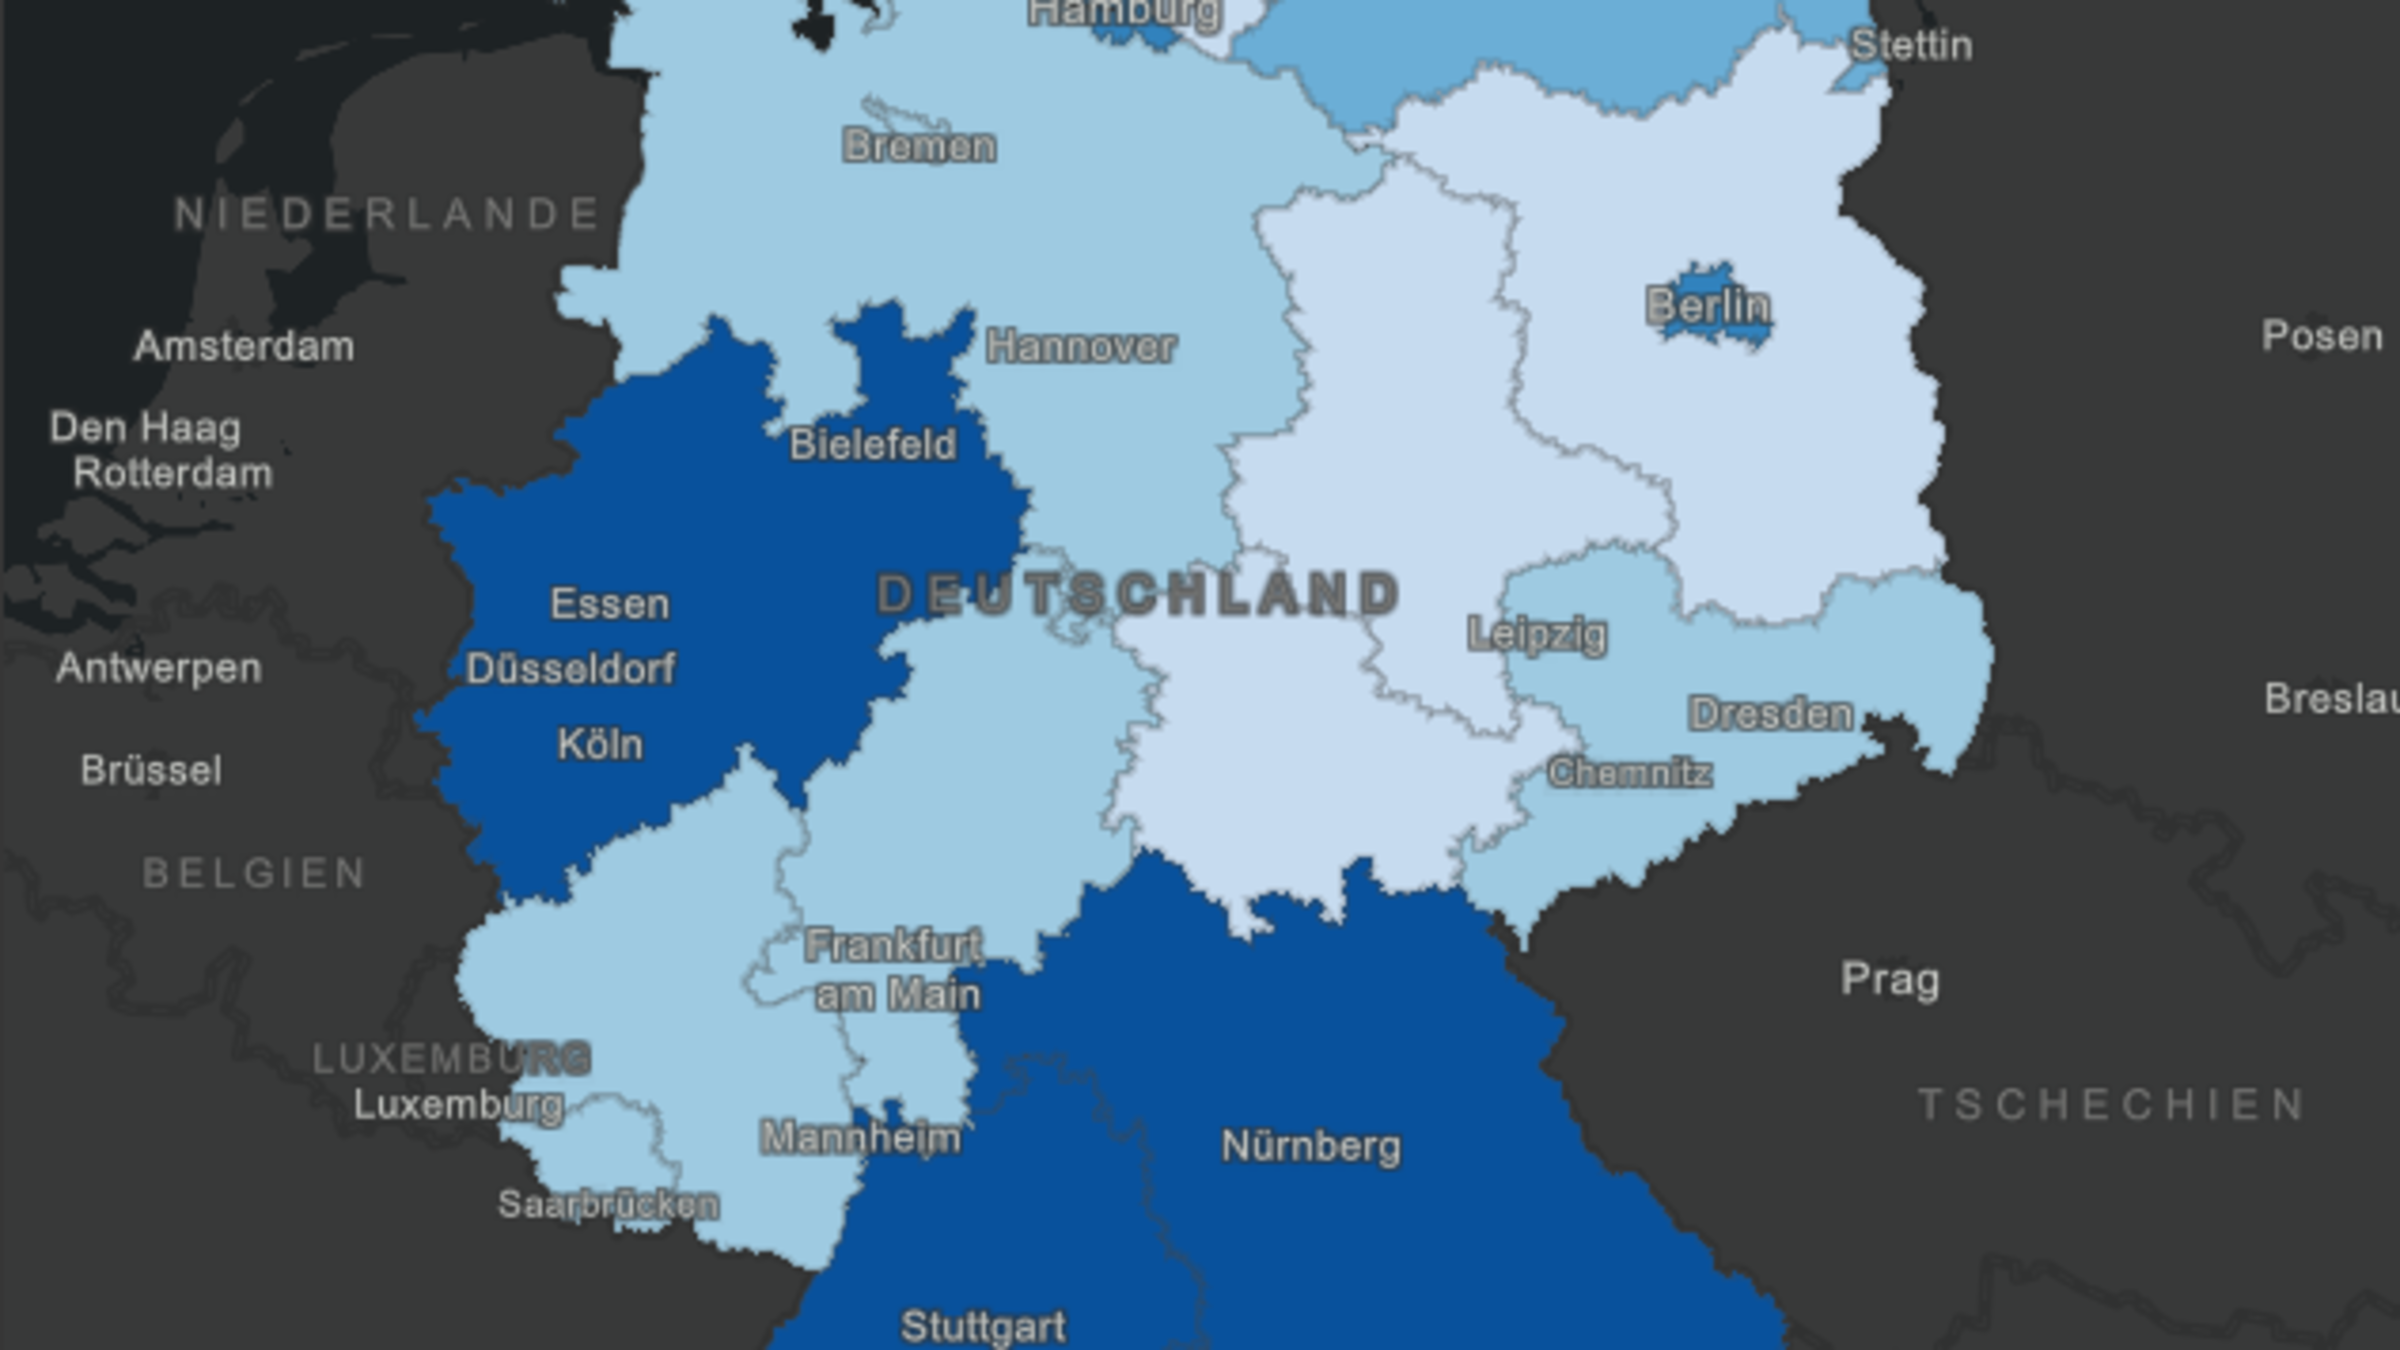 Hamburg
Stettin
Bremen
NIEDERLANDE
Berlin
Amsterdam
Hannover
Posen
Den Haag
Bielefeld
Rotterdam
DEUTSCHLAND
Essen
Leipzig
Antwerpen
Düsseldorf
Breslau
Dresden
Köln
Brüssel
Chemnitz
BELGIEN
Frankfurt
am Main
Prag
LUXEMBURG
Luxemburg
TSCHECHIEN
Mannheim
Nürnberg
Saarbrücken
Stuttgart